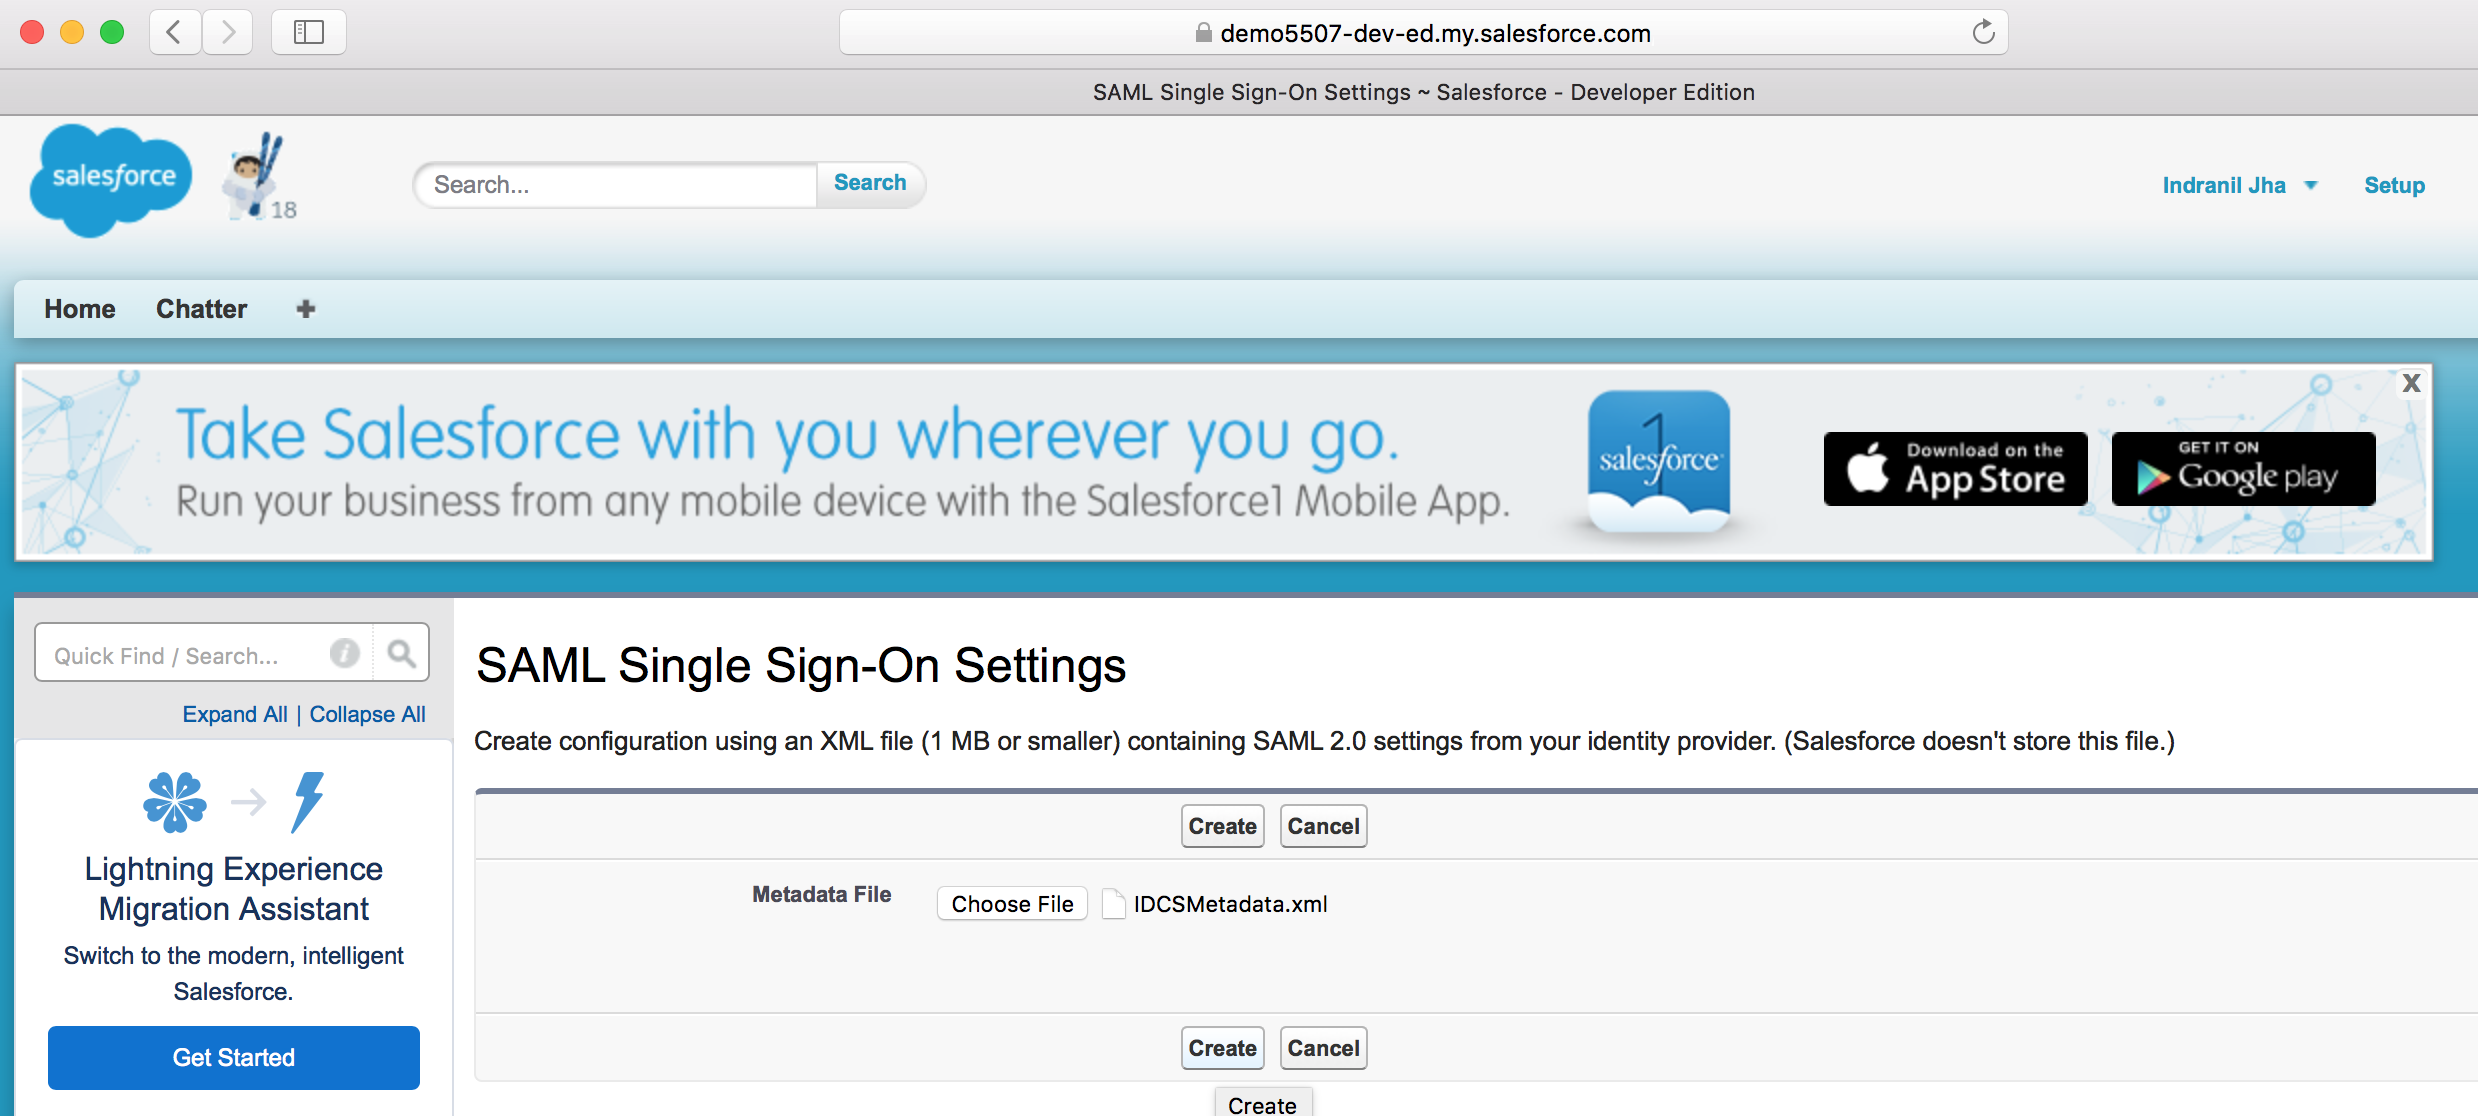 demo5507-dev-ed.my.salesforce.com
SAML Single Sign-On Settings ~ Salesforce - Developer Edition
salesforce
18
Search...
Search
Indranil Jha
Setup
Home
Chatter
Take Salesforce with you wherever you go.
Run your business from any mobile device with the Salesforce1 Mobile App.
1
salesforce
Download on the
App Store
GET IT ON
Google play
X
Quick Find / Search...
Expand All | Collapse All
Lightning Experience
Migration Assistant
Switch to the modern, intelligent
Salesforce.
Get Started
SAML Single Sign-On Settings
Create configuration using an XML file (1 MB or smaller) containing SAML 2.0 settings from your identity provider. (Salesforce doesn't store this file.)
Create Cancel
Metadata File Choose File IDCSMetadata.xml
Create Cancel
Create